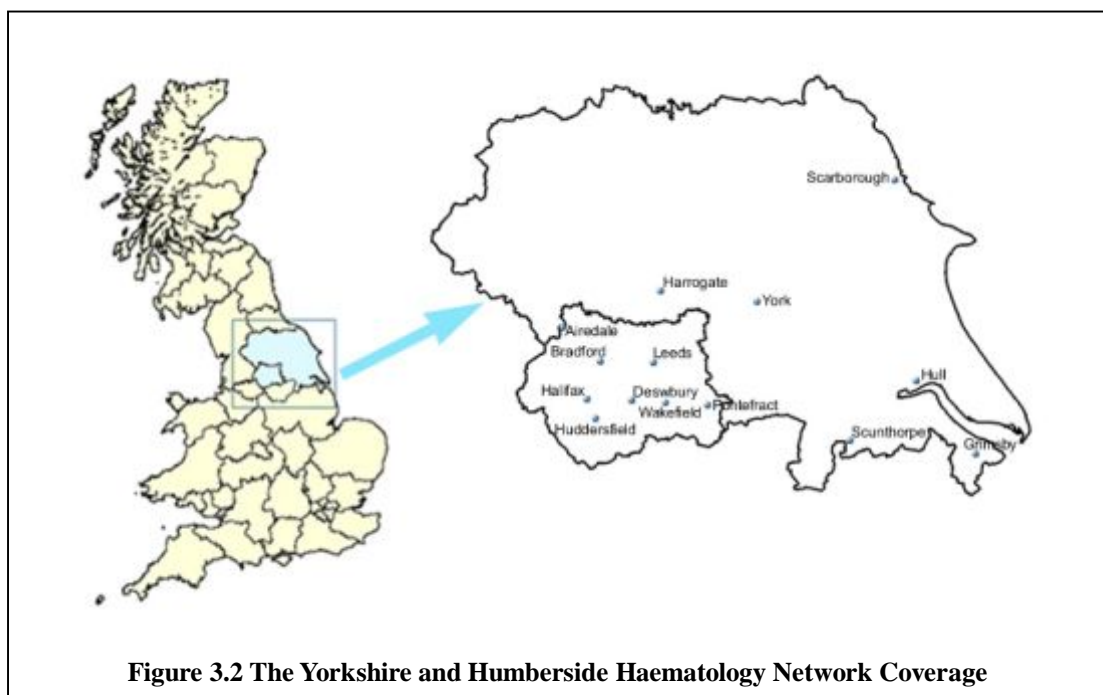 Scarborough
Harrogate
York
Airedale
Bradford
Leeds
Hull
Halifax
Deswbury
Wakefield
Pontefract
Huddersfield
Scunthorpe
Grimsby
Figure 3.2 The Yorkshire and Humberside Haematology Network Coverage